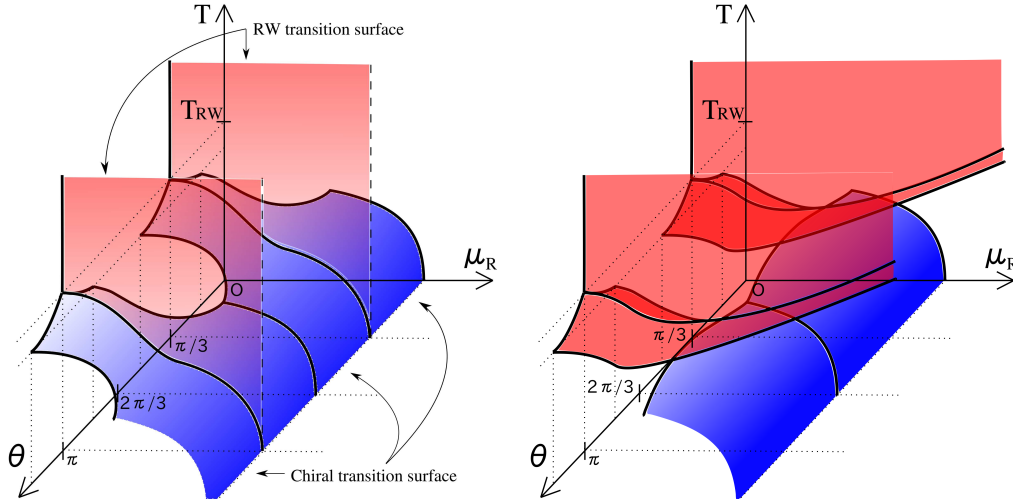 T
RW transition surface
T_RW
μ_R
O
π/3
2π/3
θ
π
Chiral transition surface
T
T_RW
μ_R
O
π/3
2π/3
θ
π